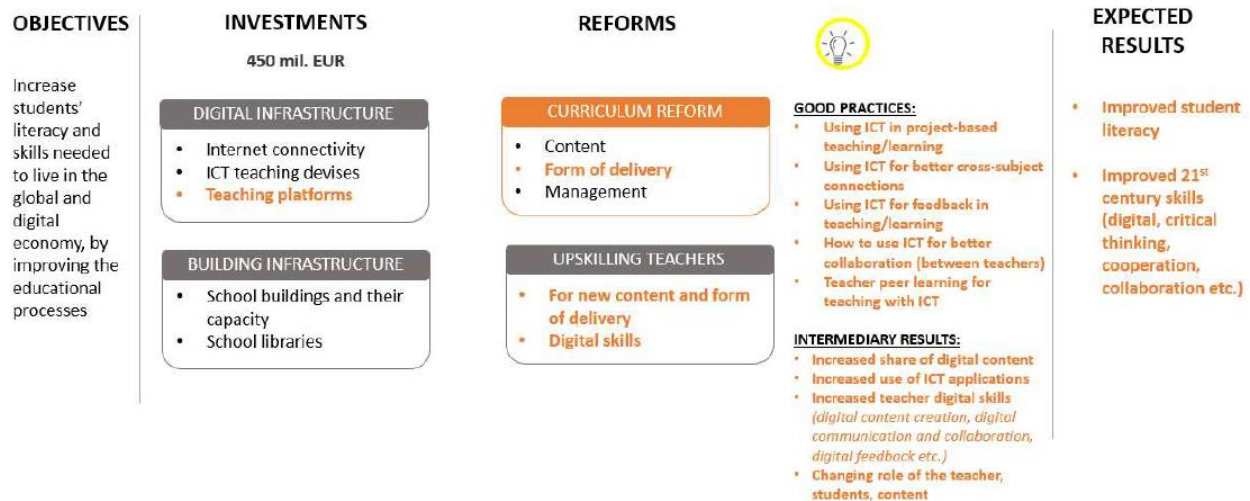 OBJECTIVES
Increase
students’
literacy and
skills needed
to live in the
global and
digital
economy, by
improving the
educational
processes
INVESTMENTS
450 mil. EUR
DIGITAL INFRASTRUCTURE
• Internet connectivity
• ICT teaching devises
• Teaching platforms
BUILDING INFRASTRUCTURE
• School buildings and their
capacity
• School libraries
REFORMS
CURRICULUM REFORM
• Content
• Form of delivery
• Management
UPSKILLING TEACHERS
• For new content and form
of delivery
• Digital skills
GOOD PRACTICES:
• Using ICT in project-based
teaching/learning
• Using ICT for better cross-subject
connections
• Using ICT for feedback in
teaching/learning
• How to use ICT for better
collaboration (between teachers)
• Teacher peer learning for
teaching with ICT
INTERMEDIARY RESULTS:
• Increased share of digital content
• Increased use of ICT applications
• Increased teacher digital skills
(digital content creation, digital
communication and collaboration,
digital feedback etc.)
• Changing role of the teacher,
students, content
EXPECTED
RESULTS
• Improved student
literacy
• Improved 21st
century skills
(digital, critical
thinking,
cooperation,
collaboration etc.)